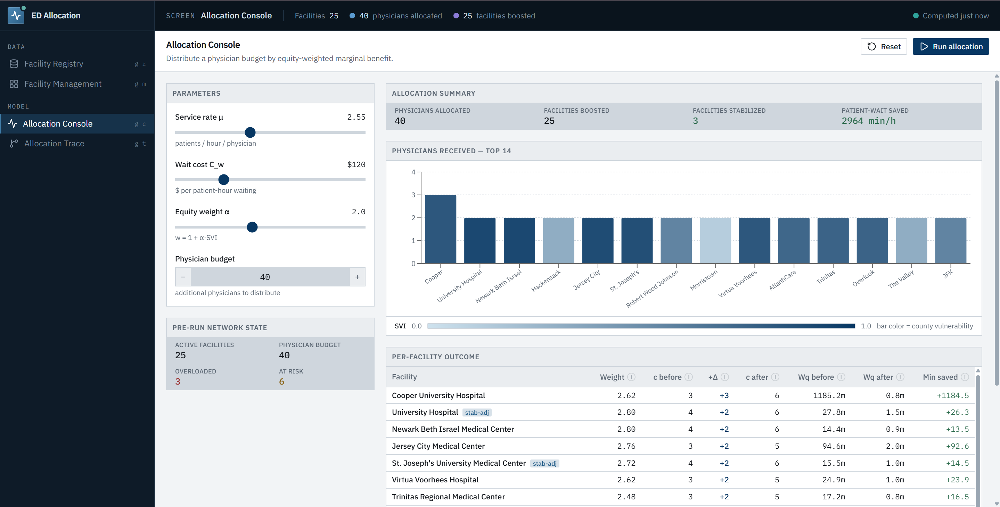 ED Allocation
SCREEN Allocation Console Facilities 25 40 physicians allocated 25 facilities boosted Computed just now
DATA
Facility Registry g r
Facility Management g m
MODEL
Allocation Console g c
Allocation Trace g t
Allocation Console
Distribute a physician budget by equity-weighted marginal benefit.
Reset Run allocation
PARAMETERS
Service rate μ 2.55
patients / hour / physician
Wait cost C_w $120
$ per patient-hour waiting
Equity weight α 2.0
w = 1 + α·SVI
Physician budget
− 40 +
additional physicians to distribute
PRE-RUN NETWORK STATE
ACTIVE FACILITIES PHYSICIAN BUDGET
25 40
OVERLOADED AT RISK
3 6
ALLOCATION SUMMARY
PHYSICIANS ALLOCATED FACILITIES BOOSTED FACILITIES STABILIZED PATIENT-WAIT SAVED
40 25 3 2964 min/h
PHYSICIANS RECEIVED — TOP 14
4
3
2
1
0
Cooper University Hospital Newark Beth Israel Hackensack Jersey City St. Joseph's Robert Wood Johnson Morristown Virtua Voorhees AtlantiCare Trinitas Overlook The Valley JFK
SVI 0.0 1.0 bar color = county vulnerability
PER-FACILITY OUTCOME
Facility Weight i c before i +Δ i c after i Wq before i Wq after i Min saved i
Cooper University Hospital 2.62 3 +3 6 1185.2m 0.8m +1184.5
University Hospital stab-adj 2.80 4 +2 6 27.8m 1.5m +26.3
Newark Beth Israel Medical Center 2.80 4 +2 6 14.4m 0.9m +13.5
Jersey City Medical Center 2.76 3 +2 5 94.6m 2.0m +92.6
St. Joseph's University Medical Center stab-adj 2.72 4 +2 6 15.5m 1.0m +14.5
Virtua Voorhees Hospital 2.62 3 +2 5 24.9m 1.0m +23.9
Trinitas Regional Medical Center 2.48 3 +2 5 17.2m 0.8m +16.5